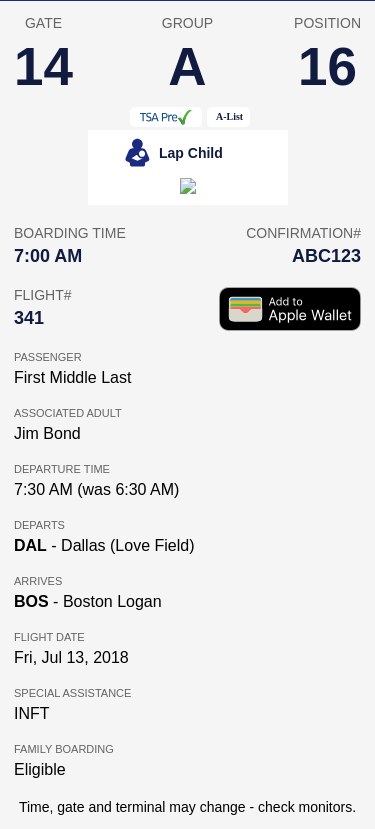 GATE GROUP POSITION
14 A 16
TSA Pre✓ A-List
Lap Child
BOARDING TIME CONFIRMATION#
7:00 AM ABC123
FLIGHT#
341
Add to
Apple Wallet
PASSENGER
First Middle Last
ASSOCIATED ADULT
Jim Bond
DEPARTURE TIME
7:30 AM (was 6:30 AM)
DEPARTS
DAL - Dallas (Love Field)
ARRIVES
BOS - Boston Logan
FLIGHT DATE
Fri, Jul 13, 2018
SPECIAL ASSISTANCE
INFT
FAMILY BOARDING
Eligible
Time, gate and terminal may change - check monitors.